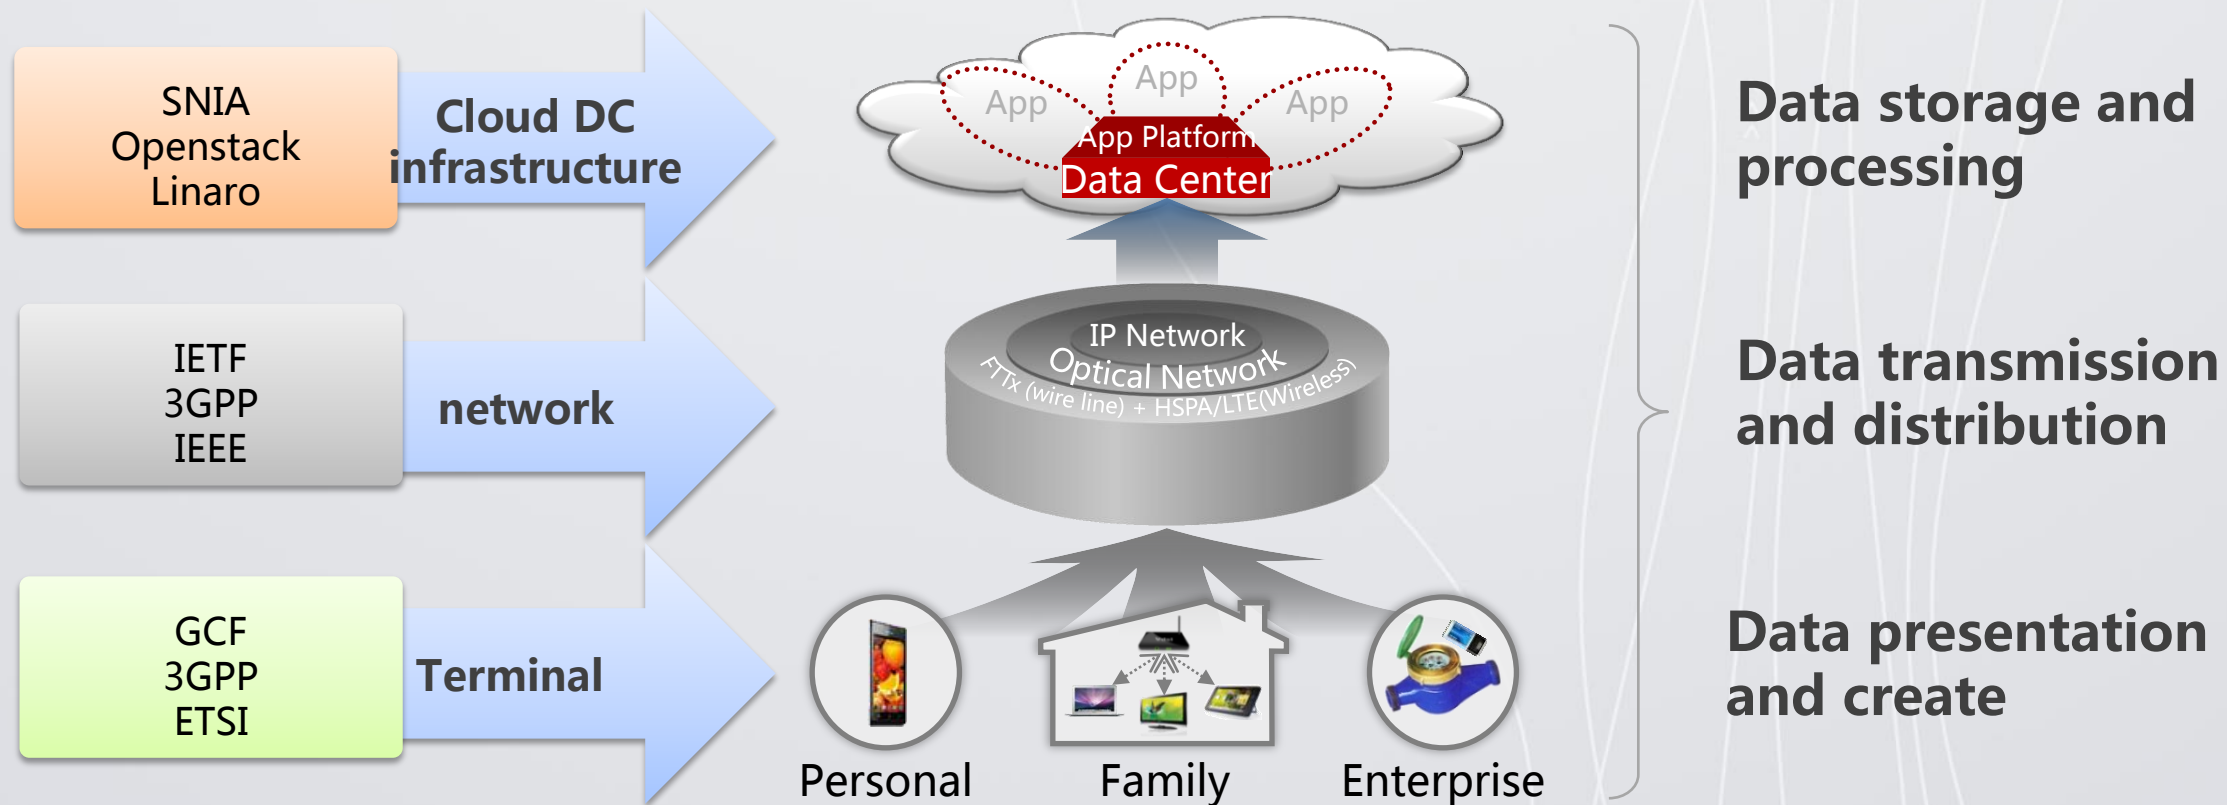 SNIA
Openstack
Linaro
Cloud DC
infrastructure
App
App
App
App Platform
Data Center
Data storage and
processing
IETF
3GPP
IEEE
network
IP Network
Optical Network
FTTx (wire line) + HSPA/LTE(Wireless)
Data transmission
and distribution
GCF
3GPP
ETSI
Terminal
Personal
Family
Enterprise
Data presentation
and create